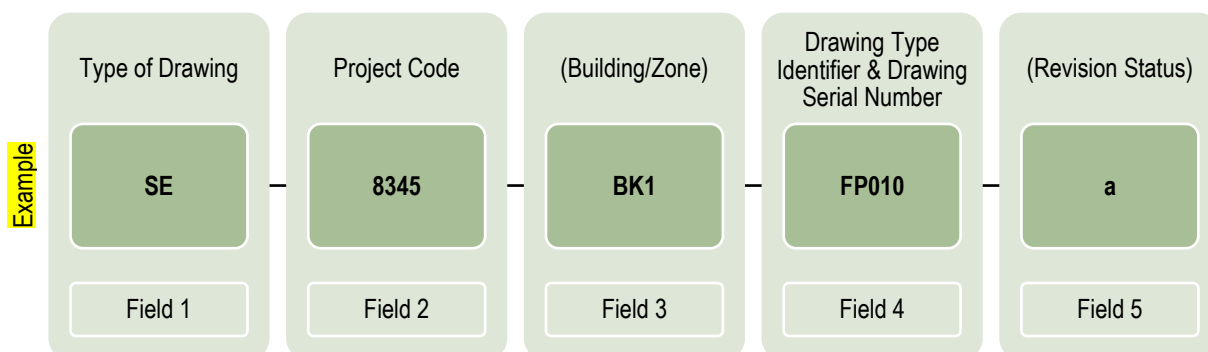 Type of Drawing
Project Code
(Building/Zone)
Drawing Type
Identifier & Drawing
Serial Number
(Revision Status)
Example
SE
–
8345
–
BK1
–
FP010
–
a
Field 1
Field 2
Field 3
Field 4
Field 5